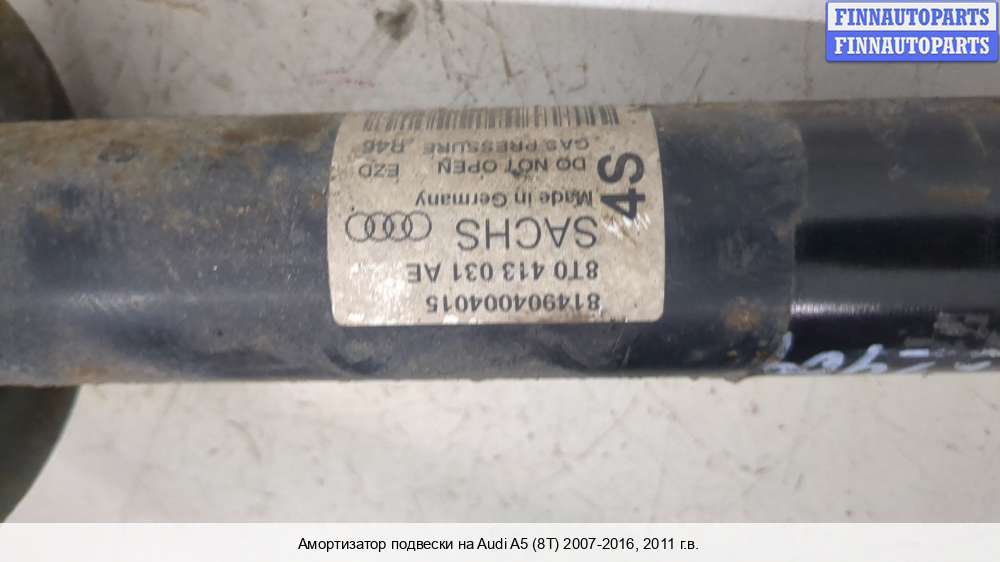 FINNAUTOPARTS
FINNAUTOPARTS
814904004015
8T0 413 031 AE
SACHS
Made in Germany
4S
DO NOT OPEN EZD
GAS PRESSURE R46
Амортизатор подвески на Audi A5 (8T) 2007-2016, 2011 г.в.